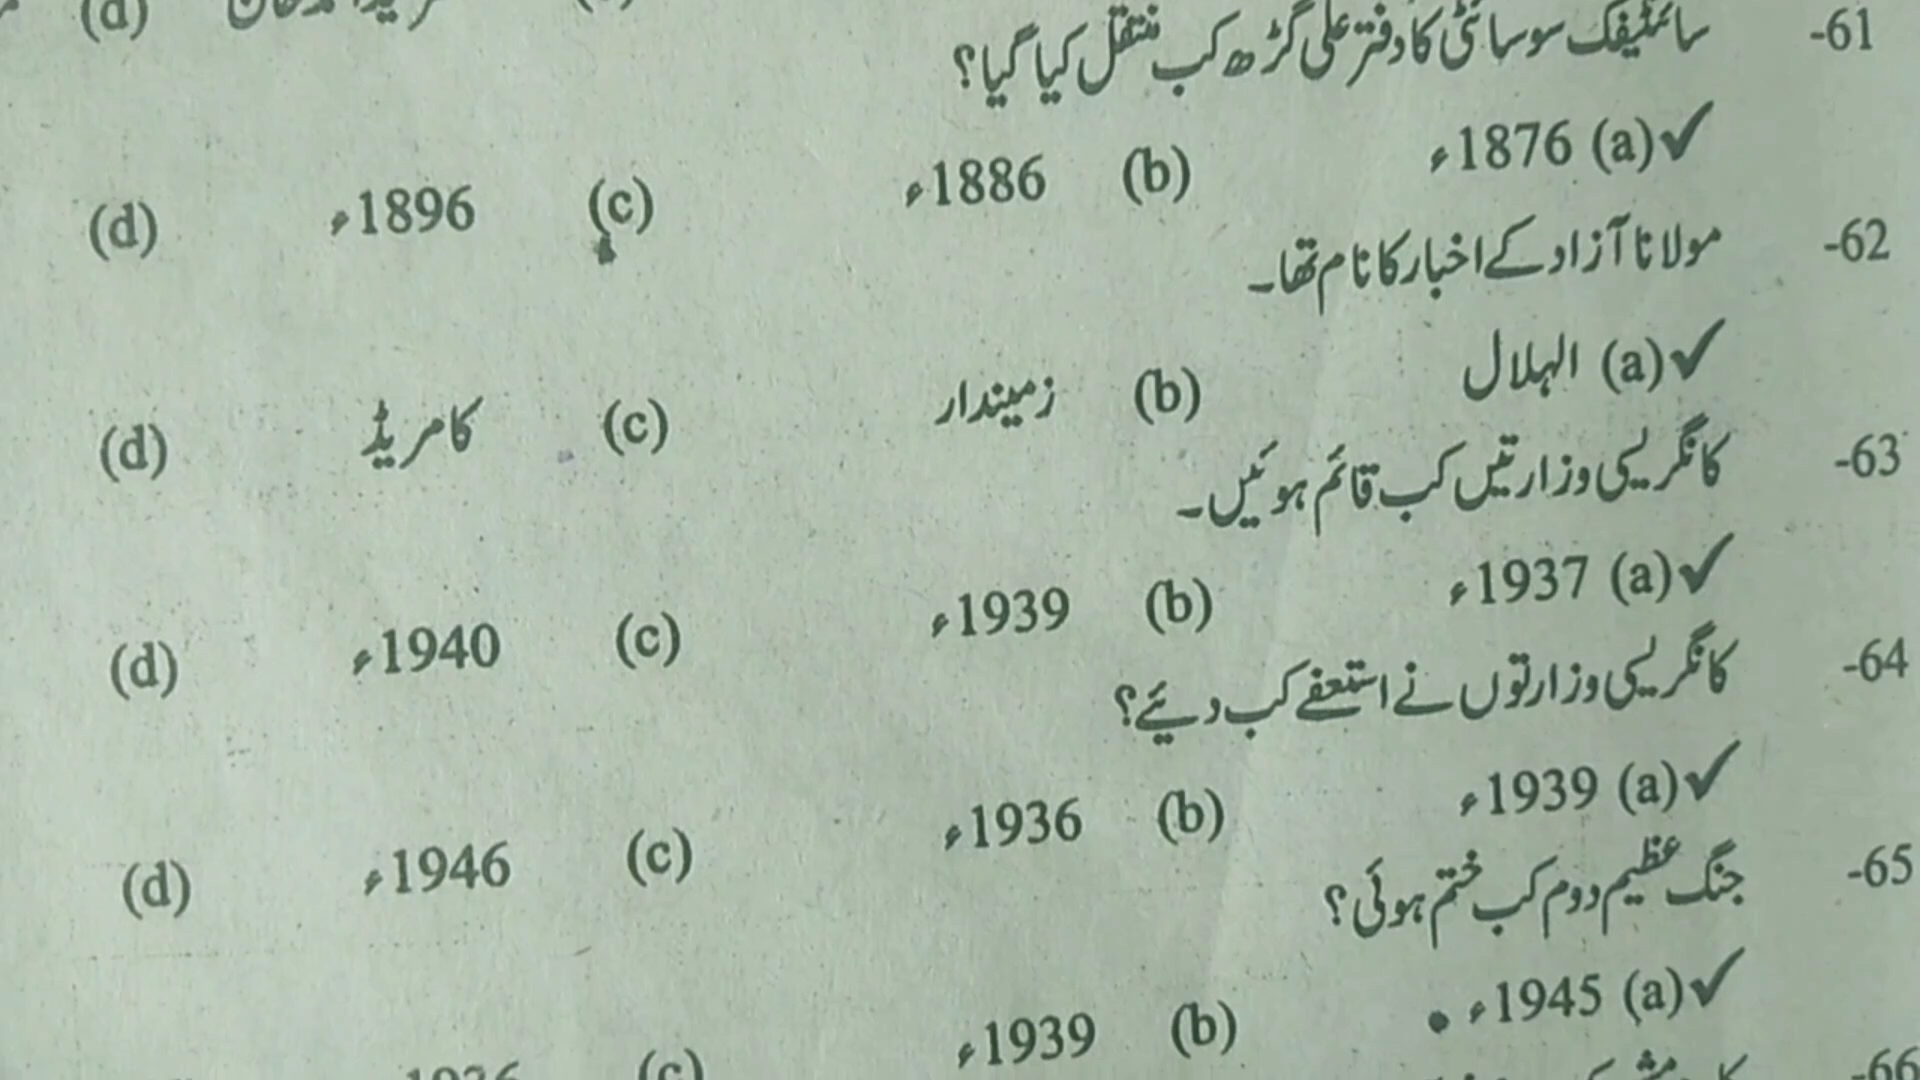 (d)
61- سائنٹیفک سوسائٹی کا دفتر علی گڑھ کب منتقل کیا گیا؟
✓(a) 1876ء (b) 1886ء (c) 1896ء (d)
62- مولانا آزاد کے اخبار کا نام تھا۔
✓(a) الہلال (b) زمیندار (c) کامریڈ (d)
63- کانگریسی وزارتیں کب قائم ہوئیں۔
✓(a) 1937ء (b) 1939ء (c) 1940ء (d)
64- کانگریسی وزارتوں نے استعفے کب دیئے؟
✓(a) 1939ء (b) 1936ء (c) 1946ء (d)
65- جنگ عظیم دوم کب ختم ہوئی؟
✓(a) 1945ء (b) 1939ء (c)
66-